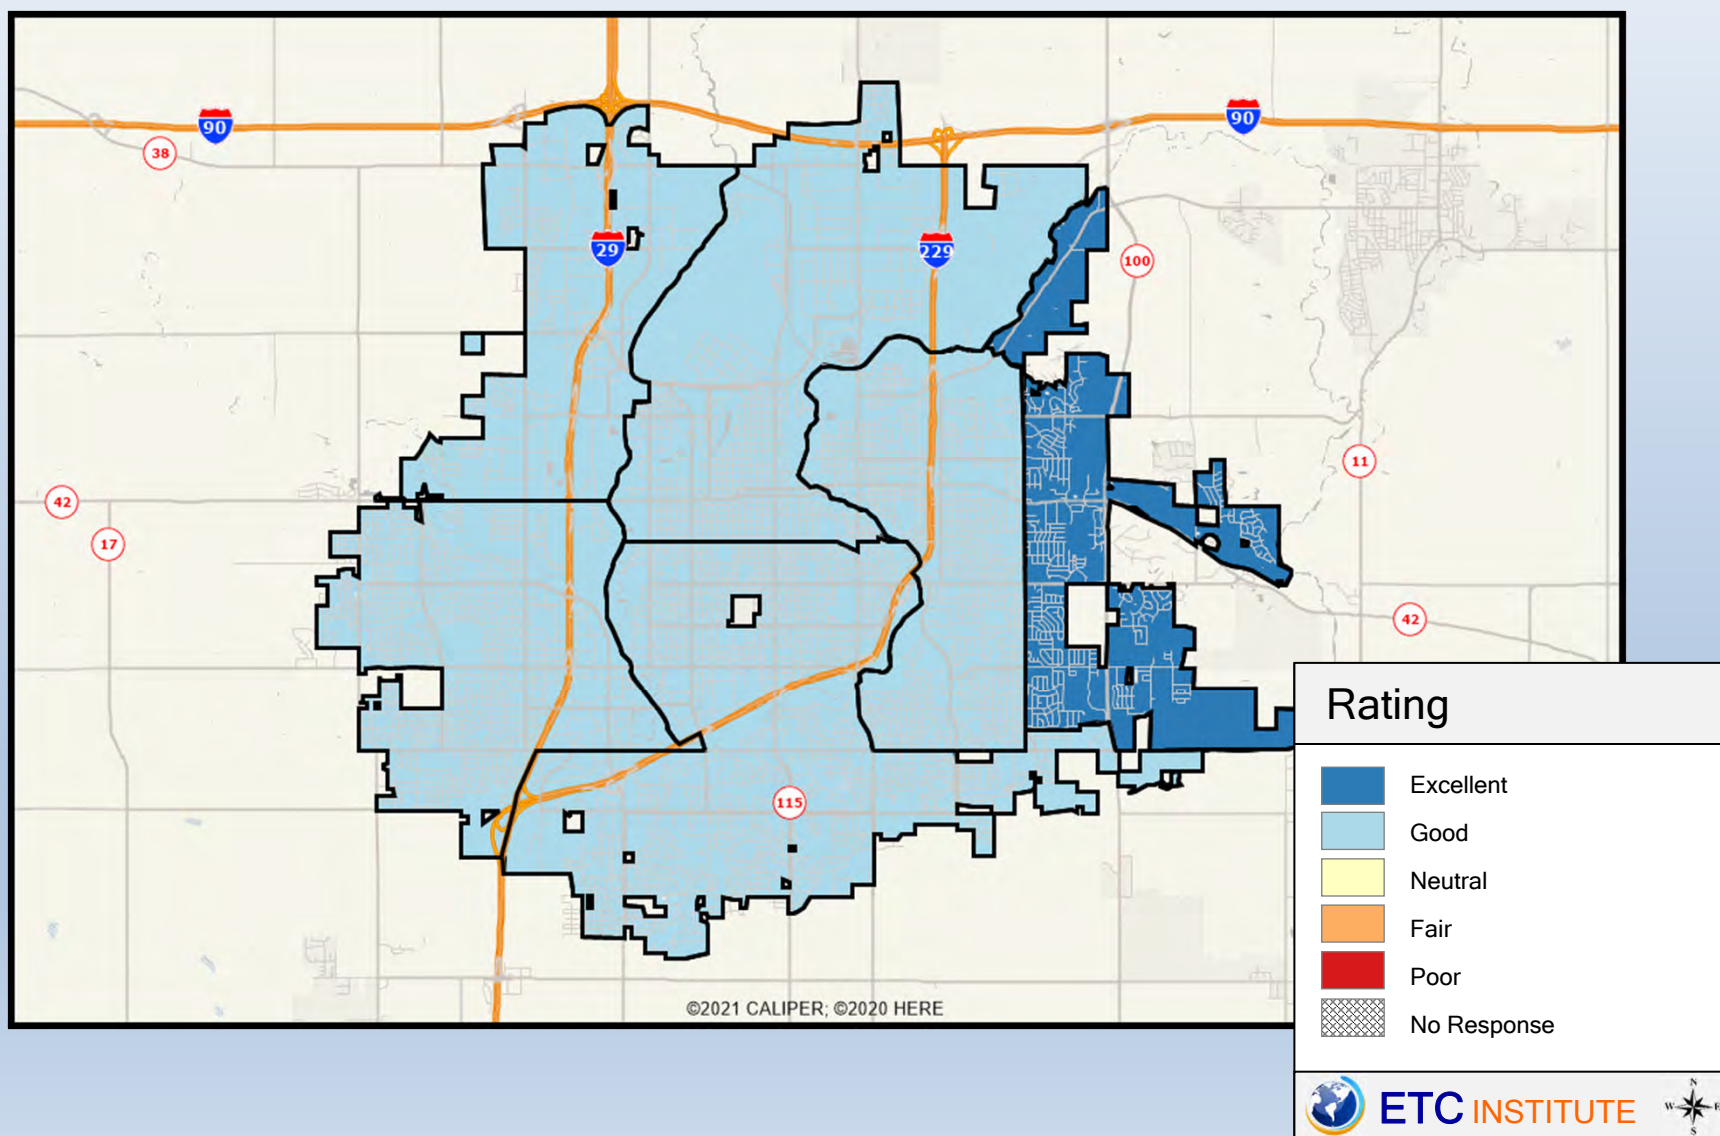 90
90
38
29
229
100
42
17
11
42
115
©2021 CALIPER; ©2020 HERE
Rating
Excellent
Good
Neutral
Fair
Poor
No Response
ETC INSTITUTE
N
W
E
S